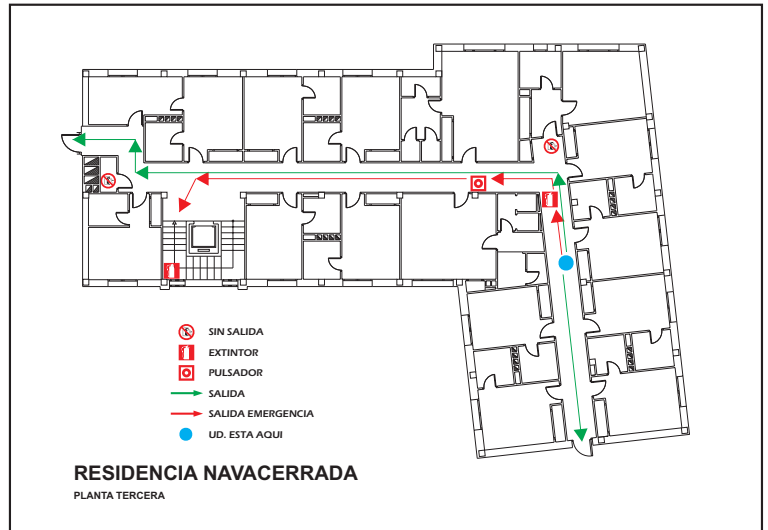 SIN SALIDA
EXTINTOR
PULSADOR
SALIDA
SALIDA EMERGENCIA
UD. ESTA AQUI
RESIDENCIA NAVACERRADA
PLANTA TERCERA